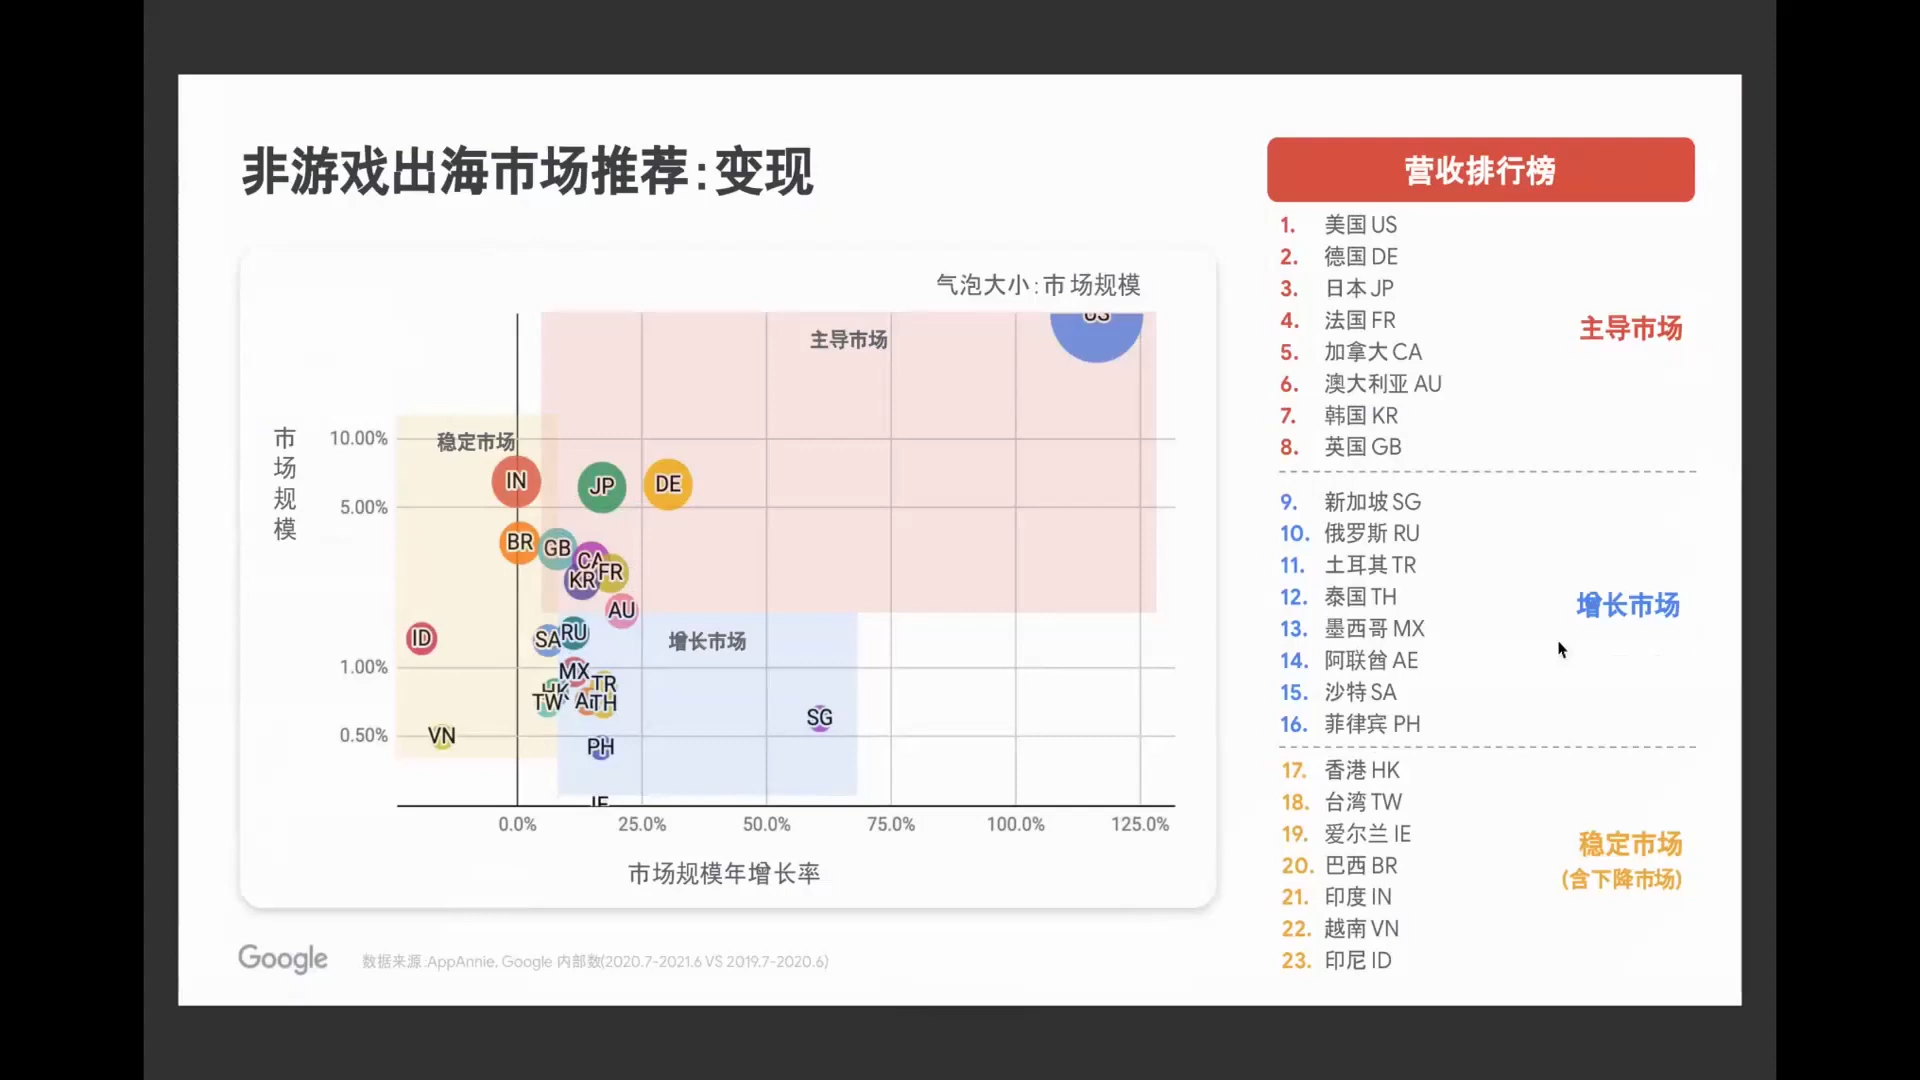 非游戏出海市场推荐:变现
气泡大小:市场规模
主导市场
US
市场规模
10.00%
稳定市场
IN
JP
DE
5.00%
BR
GB
CA
KR
FR
AU
ID
SA
RU
增长市场
1.00%
MX
HK
TR
TW
TH
SG
0.50%
VN
PH
IE
0.0%
25.0%
50.0%
75.0%
100.0%
125.0%
市场规模年增长率
Google
数据来源:AppAnnie, Google 内部数(2020.7-2021.6 VS 2019.7-2020.6)
营收排行榜
1. 美国 US
2. 德国 DE
3. 日本 JP
4. 法国 FR
5. 加拿大 CA
6. 澳大利亚 AU
7. 韩国 KR
8. 英国 GB
主导市场
9. 新加坡 SG
10. 俄罗斯 RU
11. 土耳其 TR
12. 泰国 TH
13. 墨西哥 MX
14. 阿联酋 AE
15. 沙特 SA
16. 菲律宾 PH
增长市场
17. 香港 HK
18. 台湾 TW
19. 爱尔兰 IE
20. 巴西 BR
21. 印度 IN
22. 越南 VN
23. 印尼 ID
稳定市场
(含下降市场)